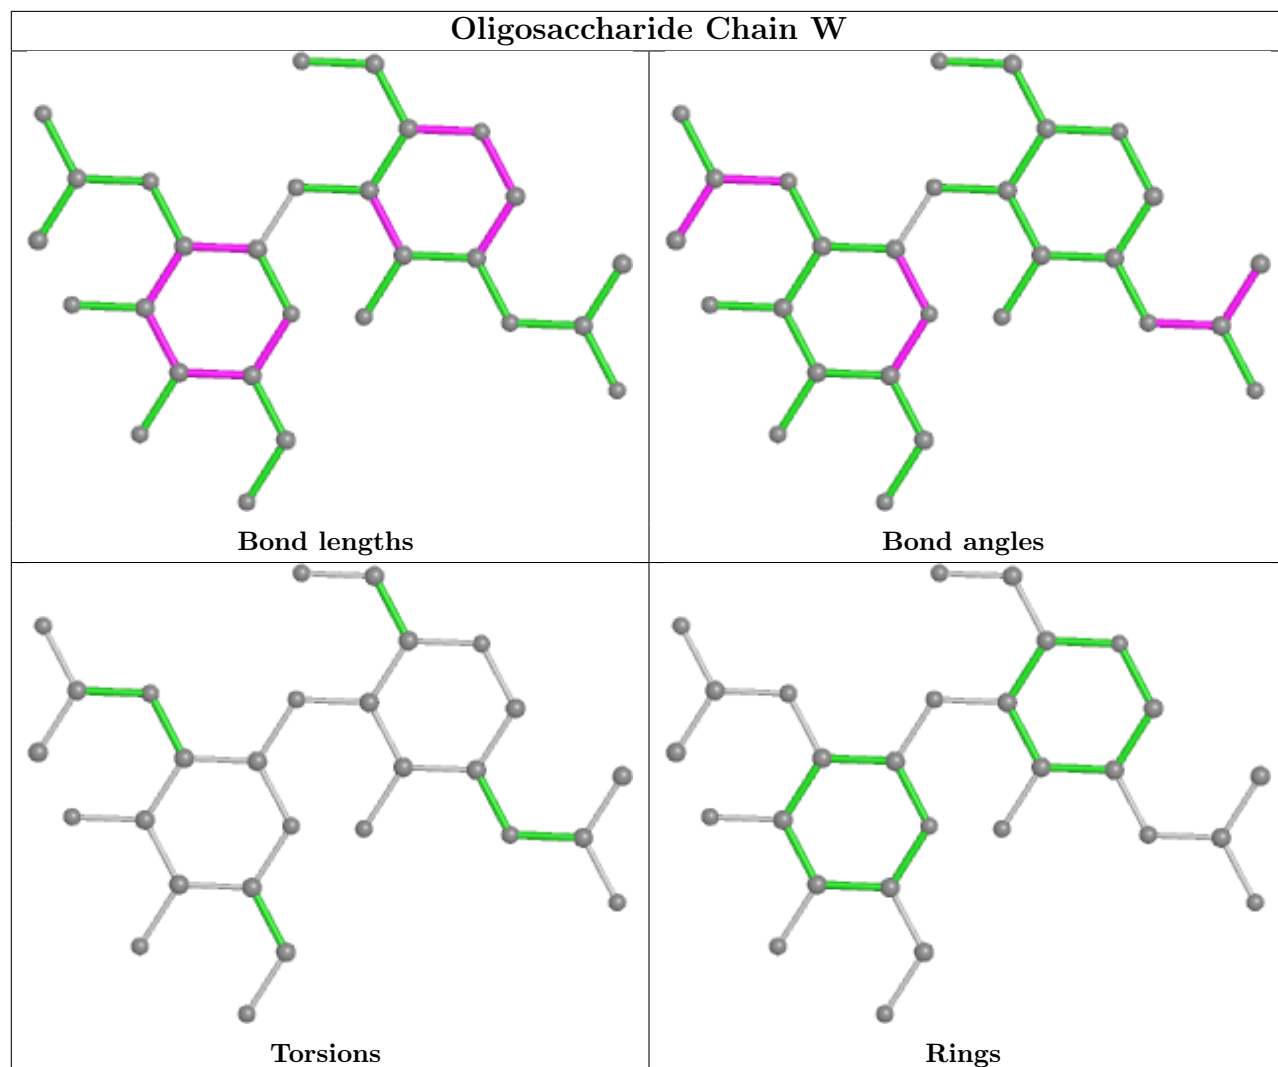 Oligosaccharide Chain W
Bond lengths
Bond angles
Torsions
Rings